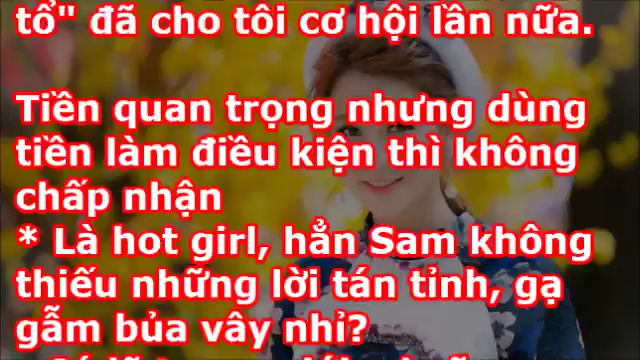 tổ" đã cho tôi cơ hội lần nữa.
Tiền quan trọng nhưng dùng
tiền làm điều kiện thì không
chấp nhận
* Là hot girl, hẳn Sam không
thiếu những lời tán tỉnh, gạ
gẫm bủa vây nhỉ?